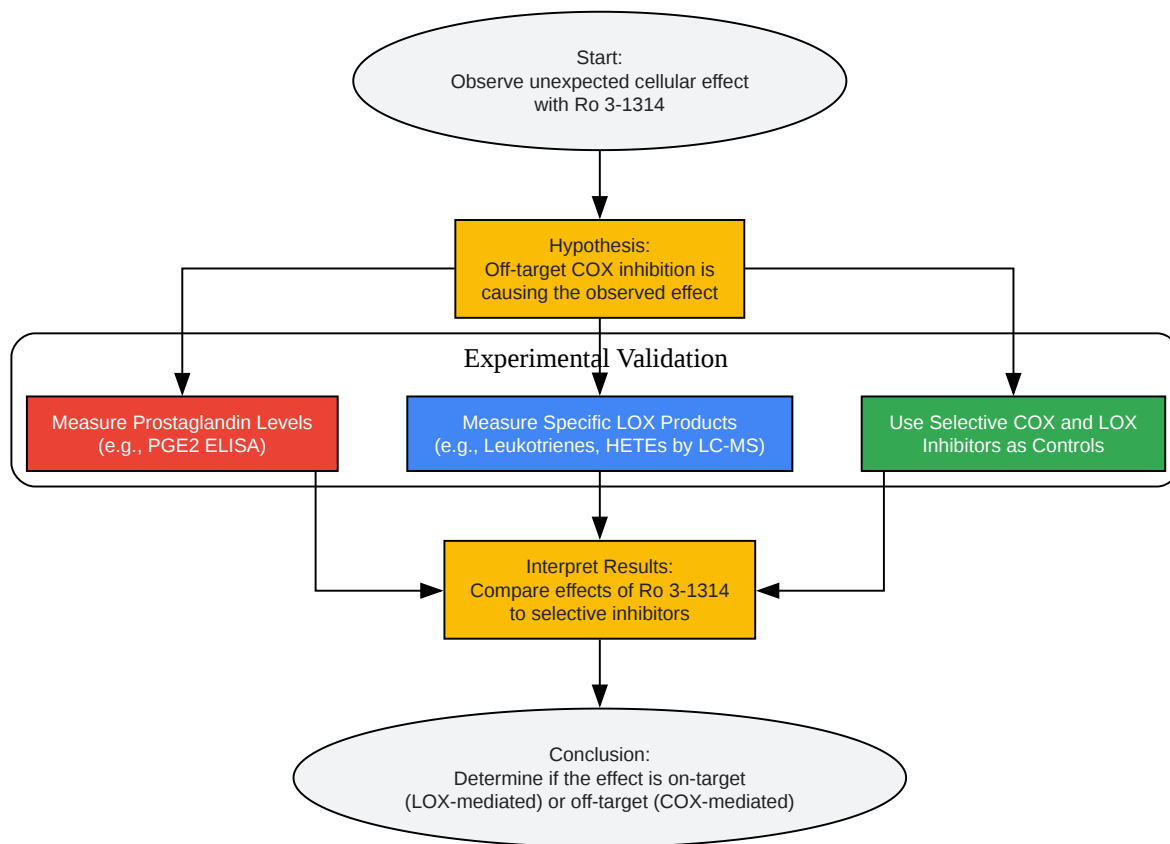 Start:
Observe unexpected cellular effect
with Ro 3-1314
Hypothesis:
Off-target COX inhibition is
causing the observed effect
Experimental Validation
Measure Prostaglandin Levels
(e.g., PGE2 ELISA)
Measure Specific LOX Products
(e.g., Leukotrienes, HETEs by LC-MS)
Use Selective COX and LOX
Inhibitors as Controls
Interpret Results:
Compare effects of Ro 3-1314
to selective inhibitors
Conclusion:
Determine if the effect is on-target
(LOX-mediated) or off-target (COX-mediated)